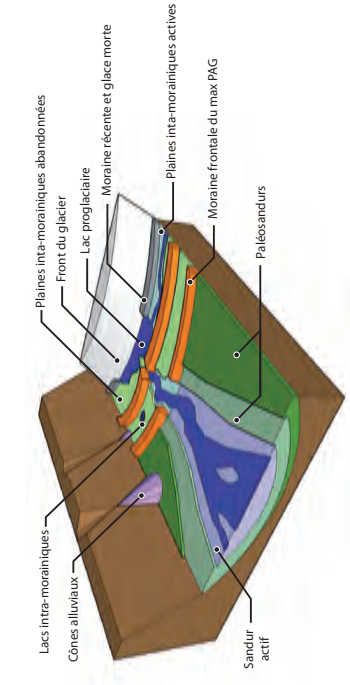 Plaines inta-morainiques abandonnées
Front du glacier
Lac proglaciaire
Moraine récente et glace morte
Plaines inta-morainiques actives
Moraine frontale du max PAG
Paléosandurs
Lacs intra-morainiques
Cônes alluviaux
Sandur
actif